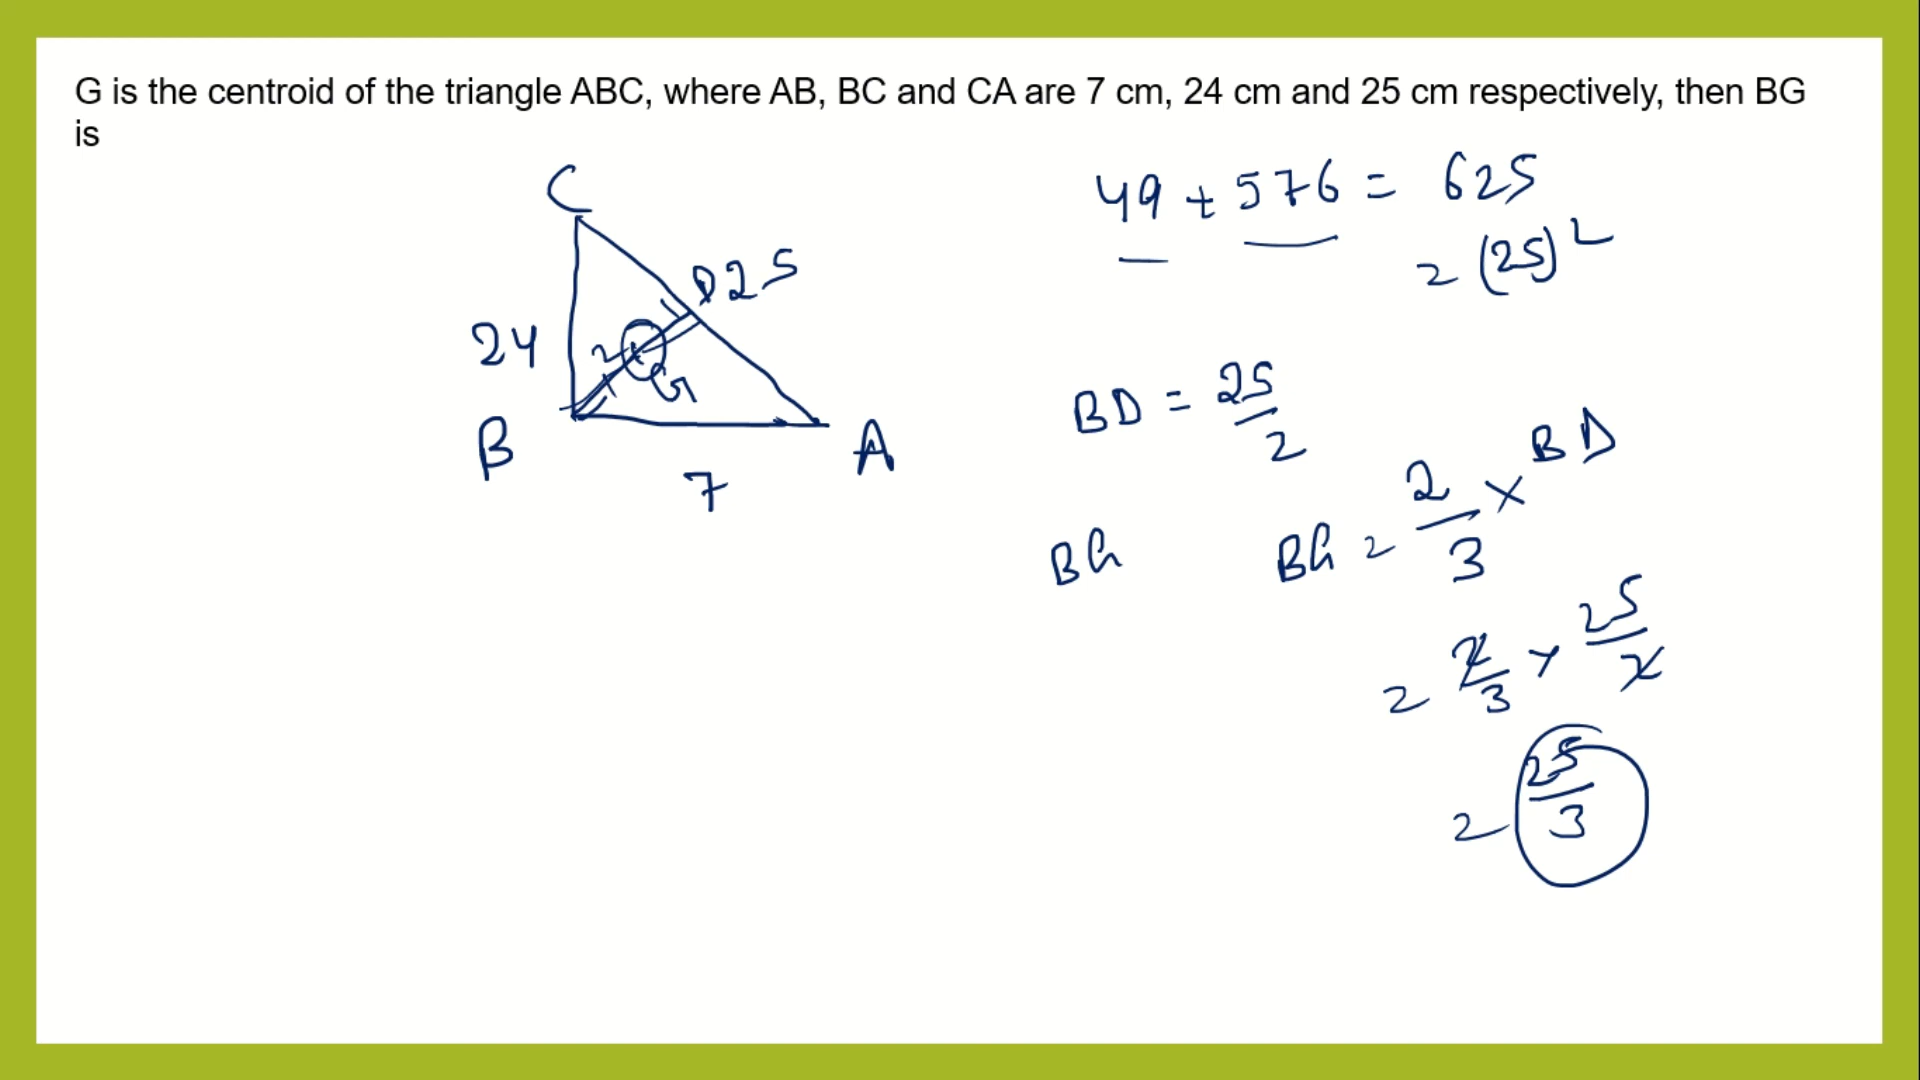 G is the centroid of the triangle ABC, where AB, BC and CA are 7 cm, 24 cm and 25 cm respectively, then BG
is
C
49 + 576 = 625
= (25)²
D 25
24
2
G
B
A
7
BD = 25/2
BG
BG = 2/3 × BD
= 2/3 × 25/2
= 25/3